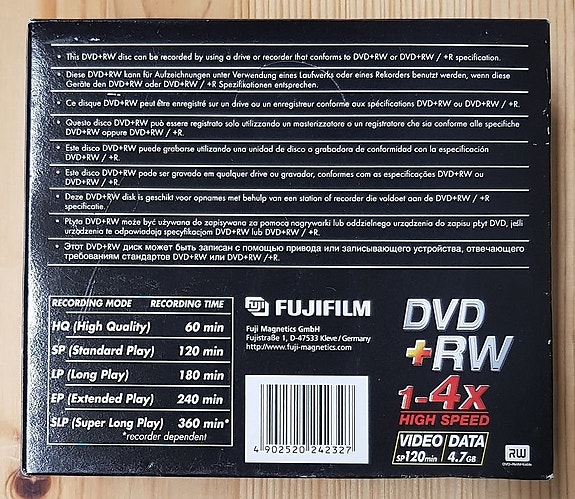 • This DVD+RW disc can be recorded by using a drive or recorder that conforms to DVD+RW or DVD+RW / +R specification.
• Diese DVD+RW kann für Aufzeichnungen unter Verwendung eines Laufwerks oder eines Rekorders benutzt werden, wenn diese
Geräte den DVD+RW oder DVD+RW / +R Spezifikationen entsprechen.
• Ce disque DVD+RW peut être enregistré sur un drive ou un enregistreur conforme aux spécifications DVD+RW ou DVD+RW / +R.
• Questo disco DVD+RW può essere registrato solo utilizzando un masterizzatore o un registratore che sia conforme alle specifiche
DVD+RW oppure DVD+RW / +R.
• Este disco DVD+RW puede grabarse utilizando una unidad de disco o grabadora de conformidad con la especificación
DVD+RW / +R.
• Este disco DVD+RW pode ser gravado em qualquer drive ou gravador, conformes com as especificações DVD+RW ou
DVD+RW / +R.
• Deze DVD+RW disk is geschikt voor opnames met behulp van een station of recorder die voldoet aan de DVD+RW / +R
specificatie.
• Płyta DVD+RW może być używana do zapisywania za pomocą nagrywarki lub oddzielnego urządzenia do zapisu płyt DVD, jeśli
urządzenia te odpowiadają specyfikacjom DVD+RW lub DVD+RW / +R.
• Этот DVD+RW диск может быть записан с помощью привода или записывающего устройства, отвечающего
требованиям стандартов DVD+RW или DVD+RW /+R.
RECORDING MODE RECORDING TIME
HQ (High Quality) 60 min
SP (Standard Play) 120 min
LP (Long Play) 180 min
EP (Extended Play) 240 min
SLP (Super Long Play) 360 min*
*recorder dependent
FUJI FUJIFILM
Fuji Magnetics GmbH
Fujistraße 1, D-47533 Kleve/Germany
http://www.fuji-magnetics.com
4 902520 242327
DVD
+RW
1-4X
HIGH SPEED
VIDEO DATA
SP120min 4.7GB
RW
DVD+ReWritable